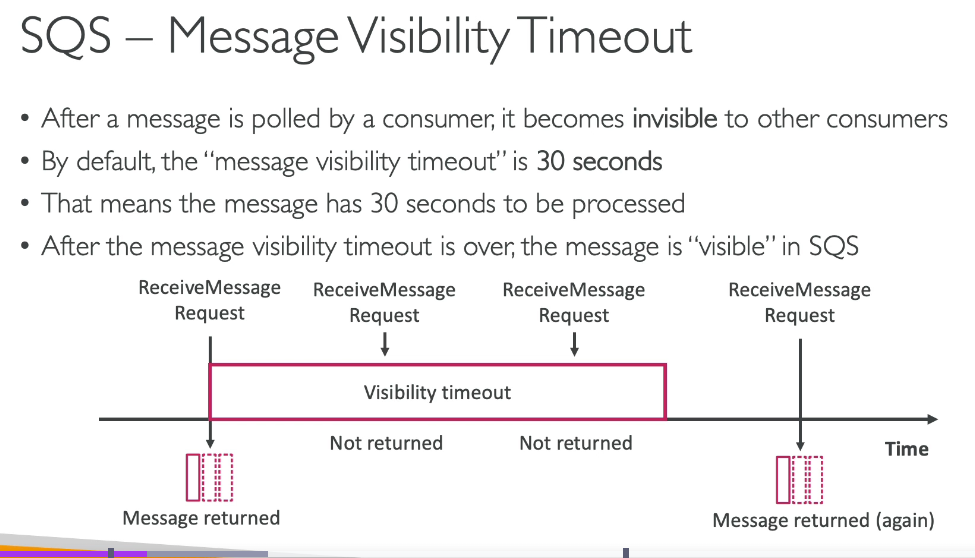 SQS – Message Visibility Timeout
• After a message is polled by a consumer, it becomes invisible to other consumers
• By default, the “message visibility timeout” is 30 seconds
• That means the message has 30 seconds to be processed
• After the message visibility timeout is over, the message is “visible” in SQS
ReceiveMessage
Request
ReceiveMessage
Request
ReceiveMessage
Request
ReceiveMessage
Request
Visibility timeout
Not returned
Not returned
Time
Message returned
Message returned (again)